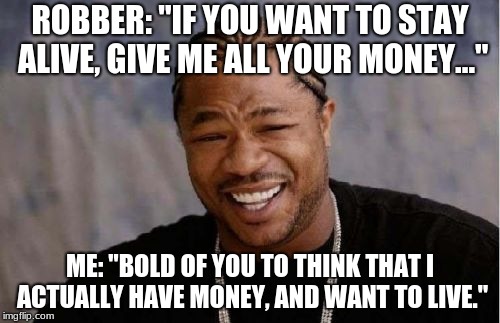 ROBBER: "IF YOU WANT TO STAY
ALIVE, GIVE ME ALL YOUR MONEY..."
ME: "BOLD OF YOU TO THINK THAT I
ACTUALLY HAVE MONEY, AND WANT TO LIVE."
imgflip.com